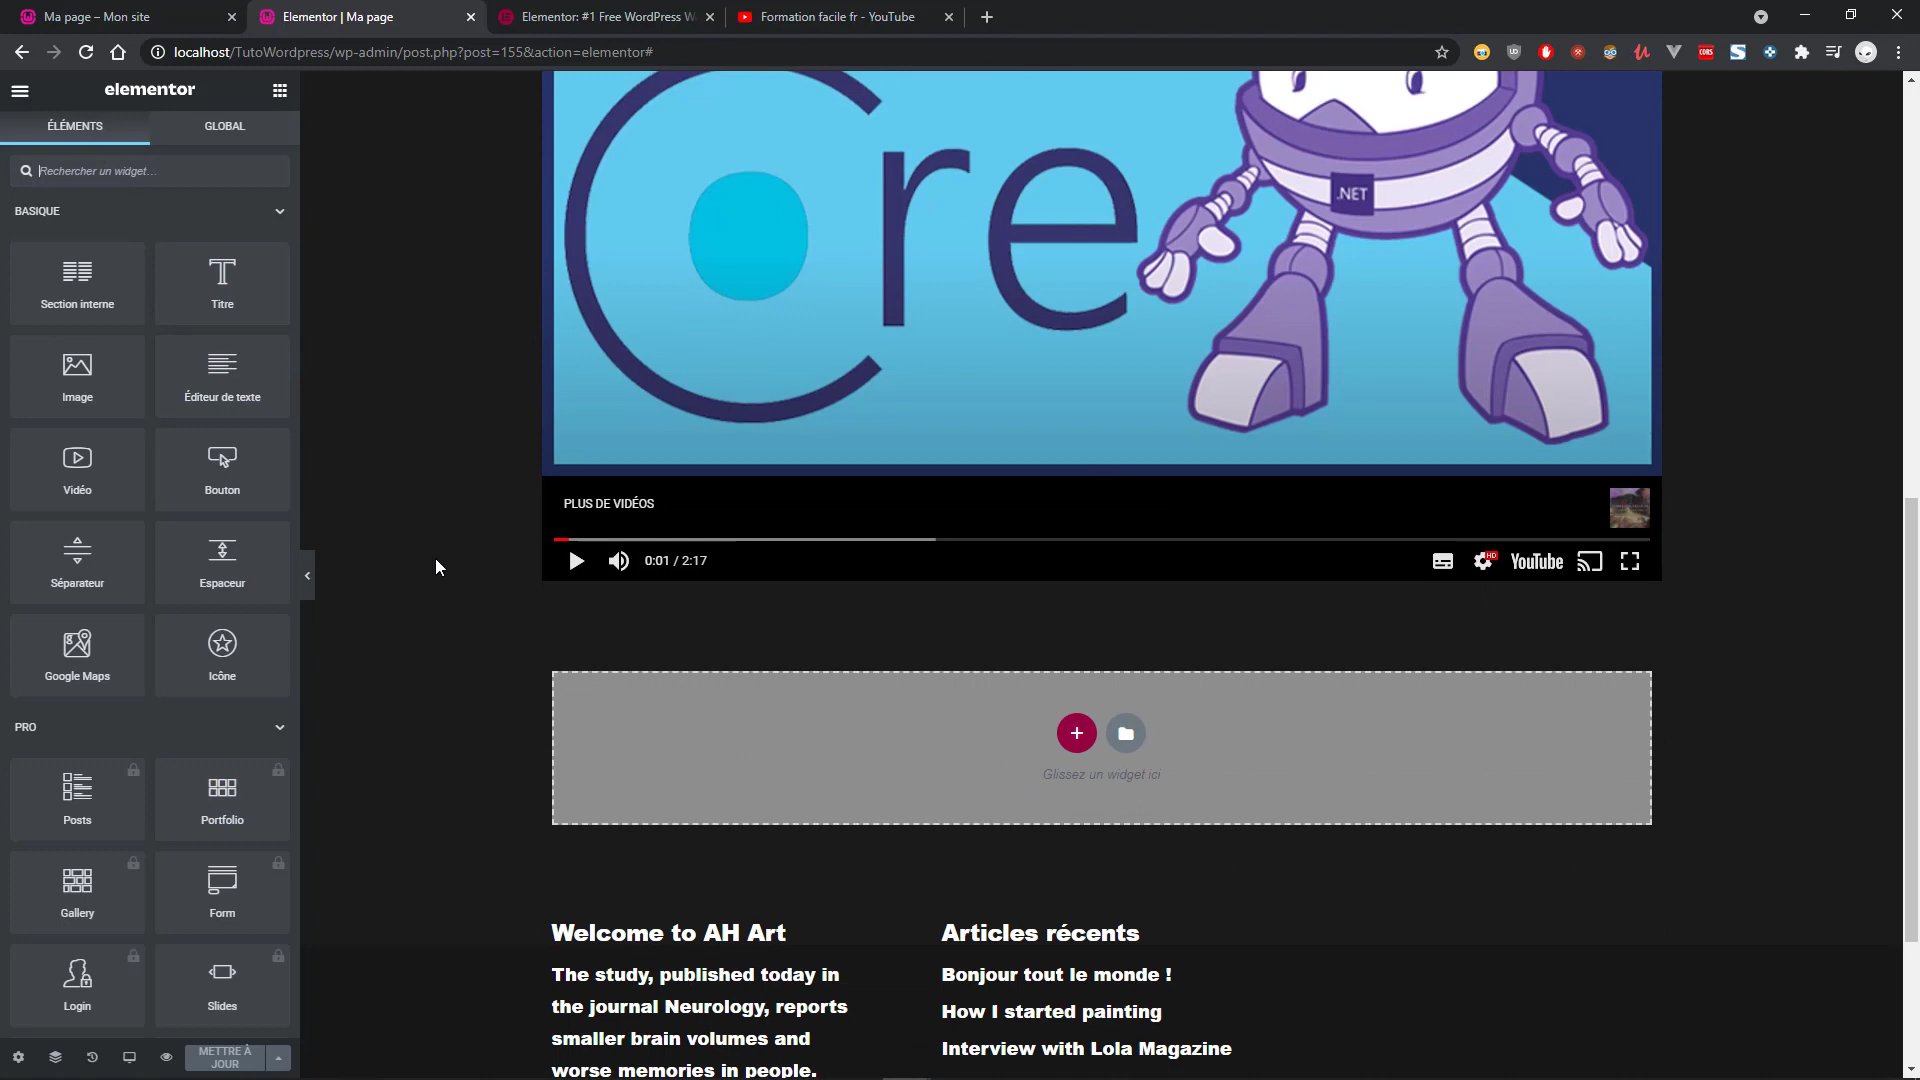 Ma page – Mon site
Elementor | Ma page
Elementor: #1 Free WordPress W
Formation facile fr - YouTube
localhost/TutoWordpress/wp-admin/post.php?post=155&action=elementor#
elementor
ÉLÉMENTS
GLOBAL
Rechercher un widget...
BASIQUE
Section interne
Titre
Image
Éditeur de texte
Vidéo
Bouton
Séparateur
Espaceur
Google Maps
Icône
PRO
Posts
Portfolio
Gallery
Form
Login
Slides
METTRE À
JOUR
Core
.NET
PLUS DE VIDÉOS
0:01 / 2:17
HD
YouTube
Glissez un widget ici
Welcome to AH Art
The study, published today in
the journal Neurology, reports
smaller brain volumes and
worse memories in people.
Articles récents
Bonjour tout le monde !
How I started painting
Interview with Lola Magazine